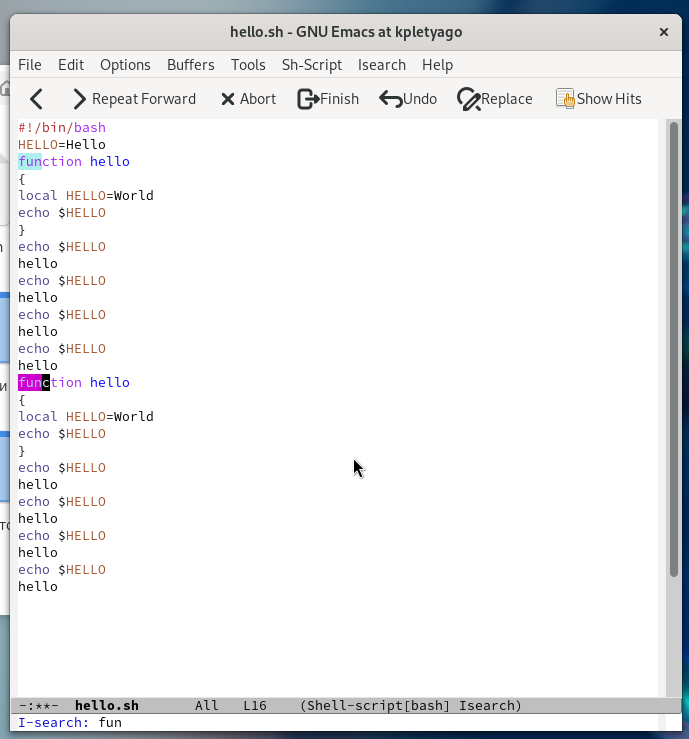 hello.sh - GNU Emacs at kpletyago
File Edit Options Buffers Tools Sh-Script Isearch Help
Repeat Forward Abort Finish Undo Replace Show Hits
#!/bin/bash
HELLO=Hello
function hello
{
local HELLO=World
echo $HELLO
}
echo $HELLO
hello
echo $HELLO
hello
echo $HELLO
hello
echo $HELLO
hello
function hello
{
local HELLO=World
echo $HELLO
}
echo $HELLO
hello
echo $HELLO
hello
echo $HELLO
hello
echo $HELLO
hello
-:**- hello.sh All L16 (Shell-script[bash] Isearch)
I-search: fun